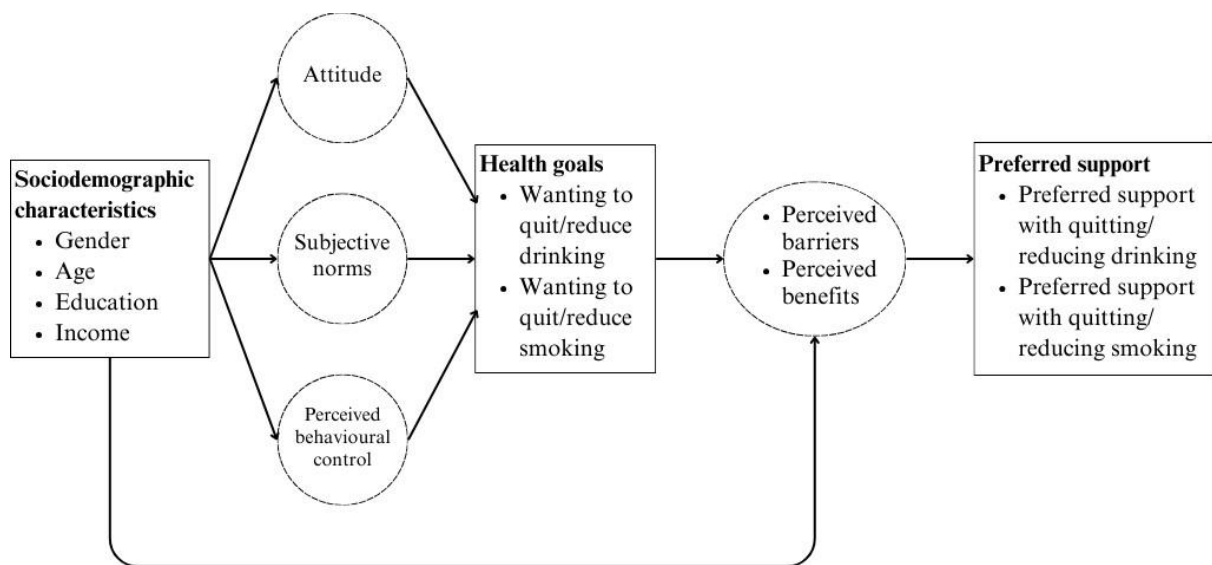 Attitude
Sociodemographic
characteristics
• Gender
• Age
• Education
• Income
Subjective
norms
Perceived
behavioural
control
Health goals
• Wanting to
quit/reduce
drinking
• Wanting to
quit/reduce
smoking
• Perceived
barriers
• Perceived
benefits
Preferred support
• Preferred support
with quitting/
reducing drinking
• Preferred support
with quitting/
reducing smoking